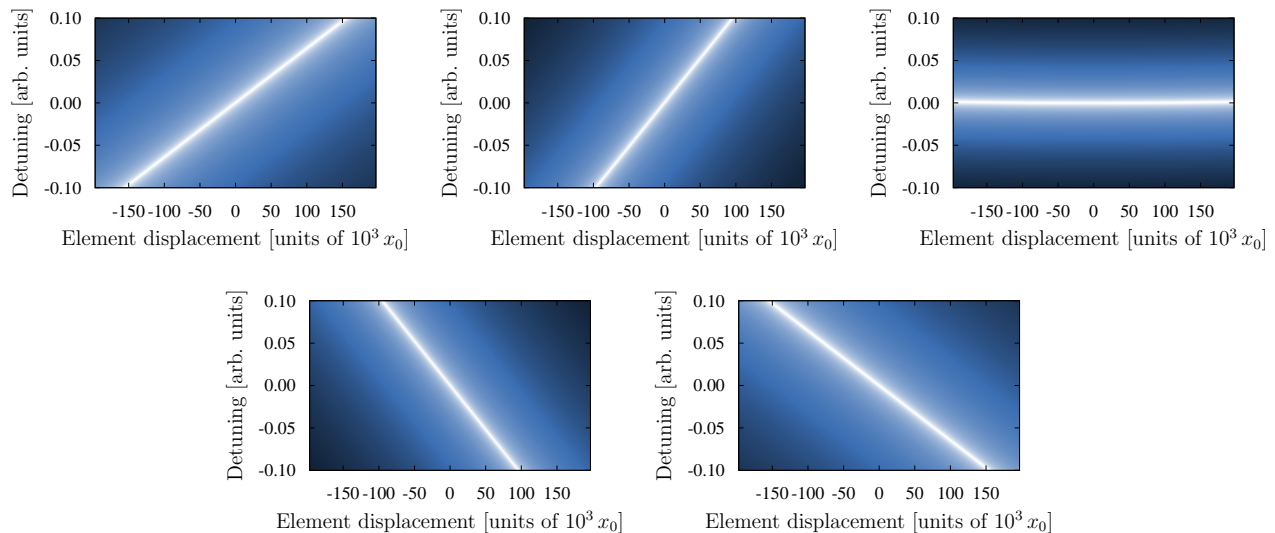 Detuning [arb. units]
0.10
0.05
0.00
-0.05
-0.10
-150 -100 -50 0 50 100 150
Element displacement [units of 10³ x₀]
Detuning [arb. units]
0.10
0.05
0.00
-0.05
-0.10
-150 -100 -50 0 50 100 150
Element displacement [units of 10³ x₀]
Detuning [arb. units]
0.10
0.05
0.00
-0.05
-0.10
-150 -100 -50 0 50 100 150
Element displacement [units of 10³ x₀]
Detuning [arb. units]
0.10
0.05
0.00
-0.05
-0.10
-150 -100 -50 0 50 100 150
Element displacement [units of 10³ x₀]
Detuning [arb. units]
0.10
0.05
0.00
-0.05
-0.10
-150 -100 -50 0 50 100 150
Element displacement [units of 10³ x₀]